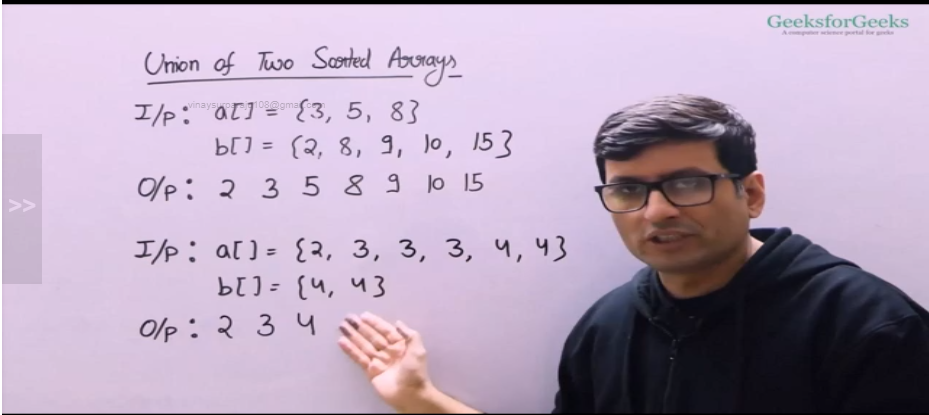 GeeksforGeeks
A computer science portal for geeks
Union of Two Sorted Arrays
I/P : a[] = {3, 5, 8}
b[] = {2, 8, 9, 10, 15}
O/P : 2 3 5 8 9 10 15
>>
I/P : a[] = {2, 3, 3, 3, 4, 4}
b[] = {4, 4}
O/P : 2 3 4